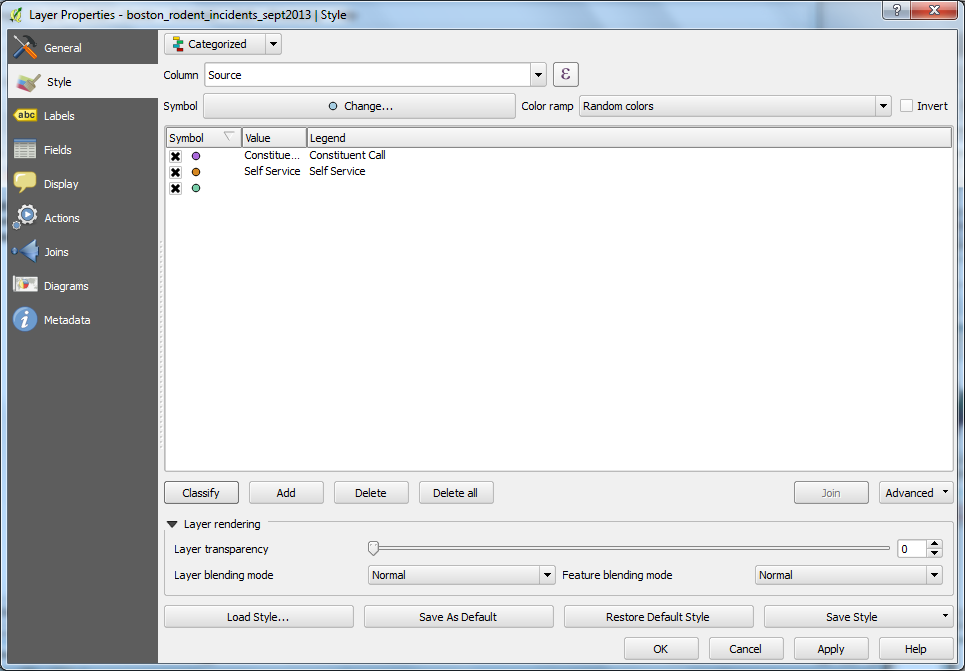 Layer Properties - boston_rodent_incidents_sept2013 | Style
?
General
Style
abc Labels
Fields
Display
Actions
Joins
Diagrams
i Metadata
Categorized
Column Source ε
Symbol Change... Color ramp Random colors Invert
Symbol Value Legend
Constitue... Constituent Call
Self Service Self Service
Classify Add Delete Delete all Join Advanced
Layer rendering
Layer transparency 0
Layer blending mode Normal Feature blending mode Normal
Load Style... Save As Default Restore Default Style Save Style
OK Cancel Apply Help